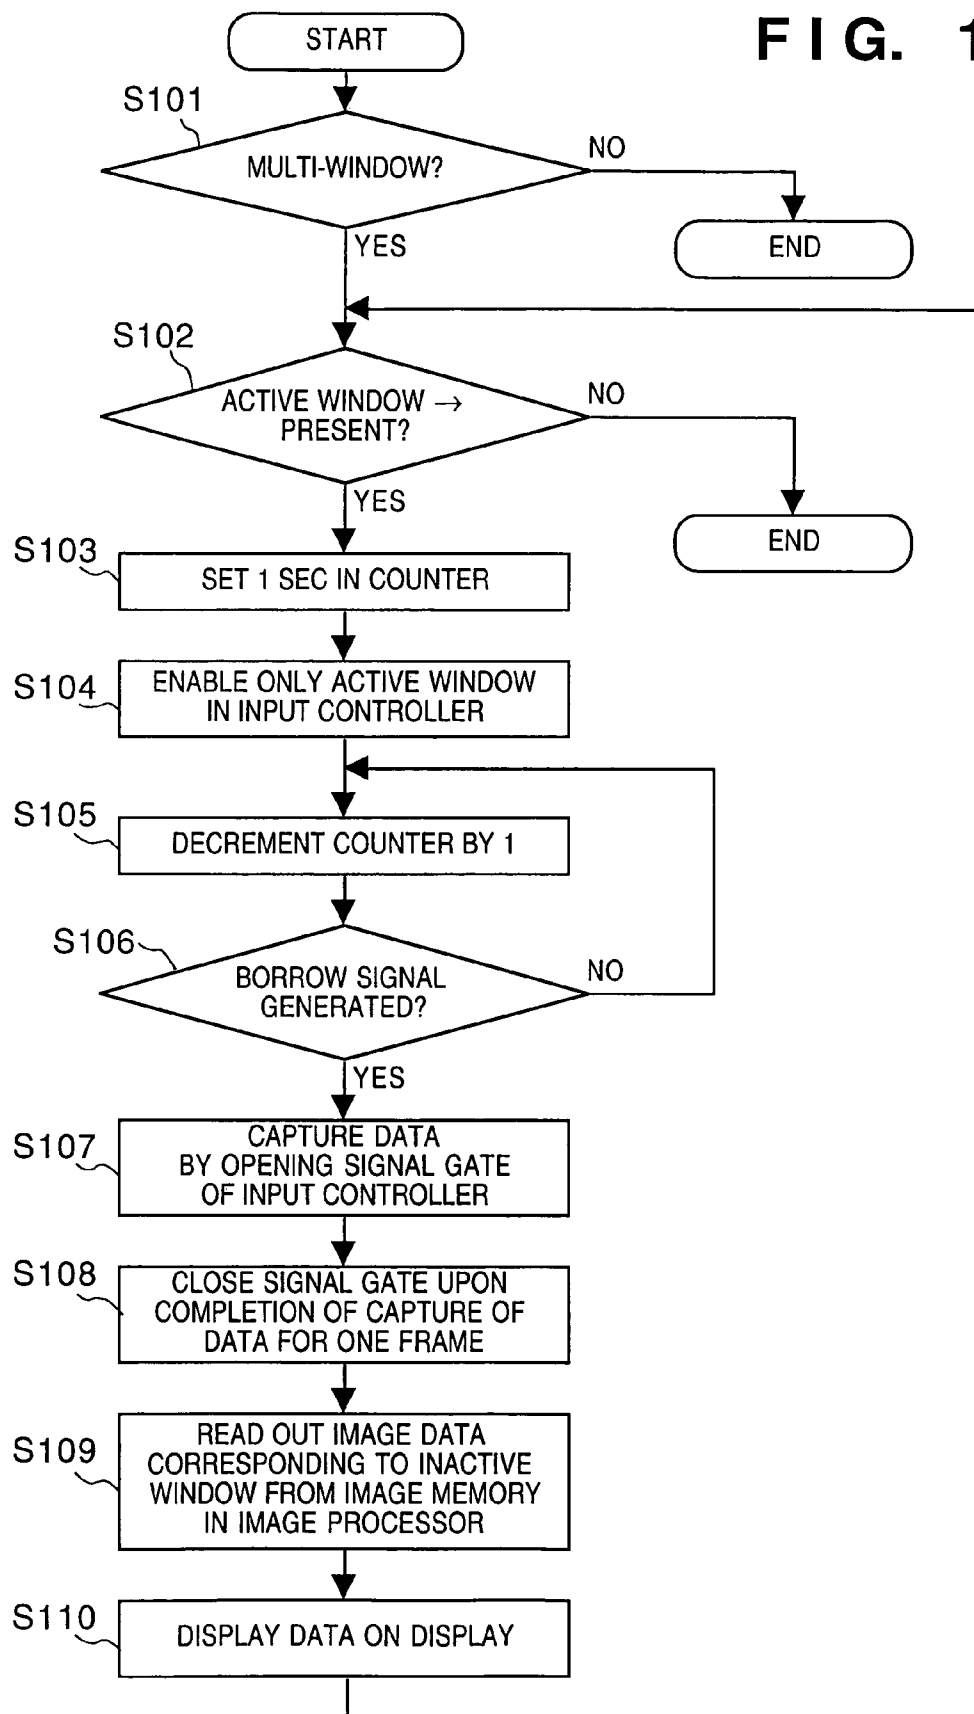 FIG. 1
START
S101
MULTI-WINDOW?
NO
END
YES
S102
ACTIVE WINDOW →
PRESENT?
NO
END
YES
S103
SET 1 SEC IN COUNTER
S104
ENABLE ONLY ACTIVE WINDOW
IN INPUT CONTROLLER
S105
DECREMENT COUNTER BY 1
S106
BORROW SIGNAL
GENERATED?
NO
YES
S107
CAPTURE DATA
BY OPENING SIGNAL GATE
OF INPUT CONTROLLER
S108
CLOSE SIGNAL GATE UPON
COMPLETION OF CAPTURE OF
DATA FOR ONE FRAME
S109
READ OUT IMAGE DATA
CORRESPONDING TO INACTIVE
WINDOW FROM IMAGE MEMORY
IN IMAGE PROCESSOR
S110
DISPLAY DATA ON DISPLAY